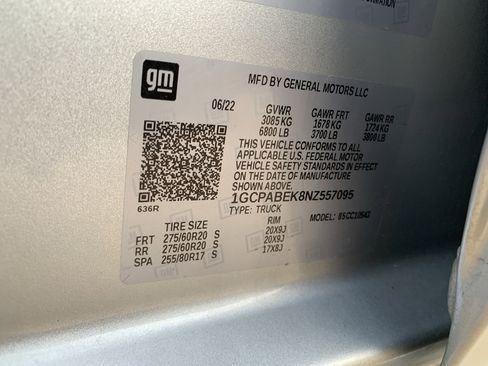 FORMATION
gm
MFD BY GENERAL MOTORS LLC
06/22 GVWR GAWR FRT GAWR RR
3085 KG 1678 KG 1724 KG
6800 LB 3700 LB 3800 LB
THIS VEHICLE CONFORMS TO ALL
APPLICABLE U.S. FEDERAL MOTOR
VEHICLE SAFETY STANDARDS IN EFFECT
ON THE DATE OF MANUFACTURE
SHOWN ABOVE.
1GCPABEK8NZ557095
636R TYPE: TRUCK MODEL:
TIRE SIZE RIM
FRT 275/60R20 S 20X9J
RR 275/60R20 S 20X9J
SPA 255/80R17 S 17X8J